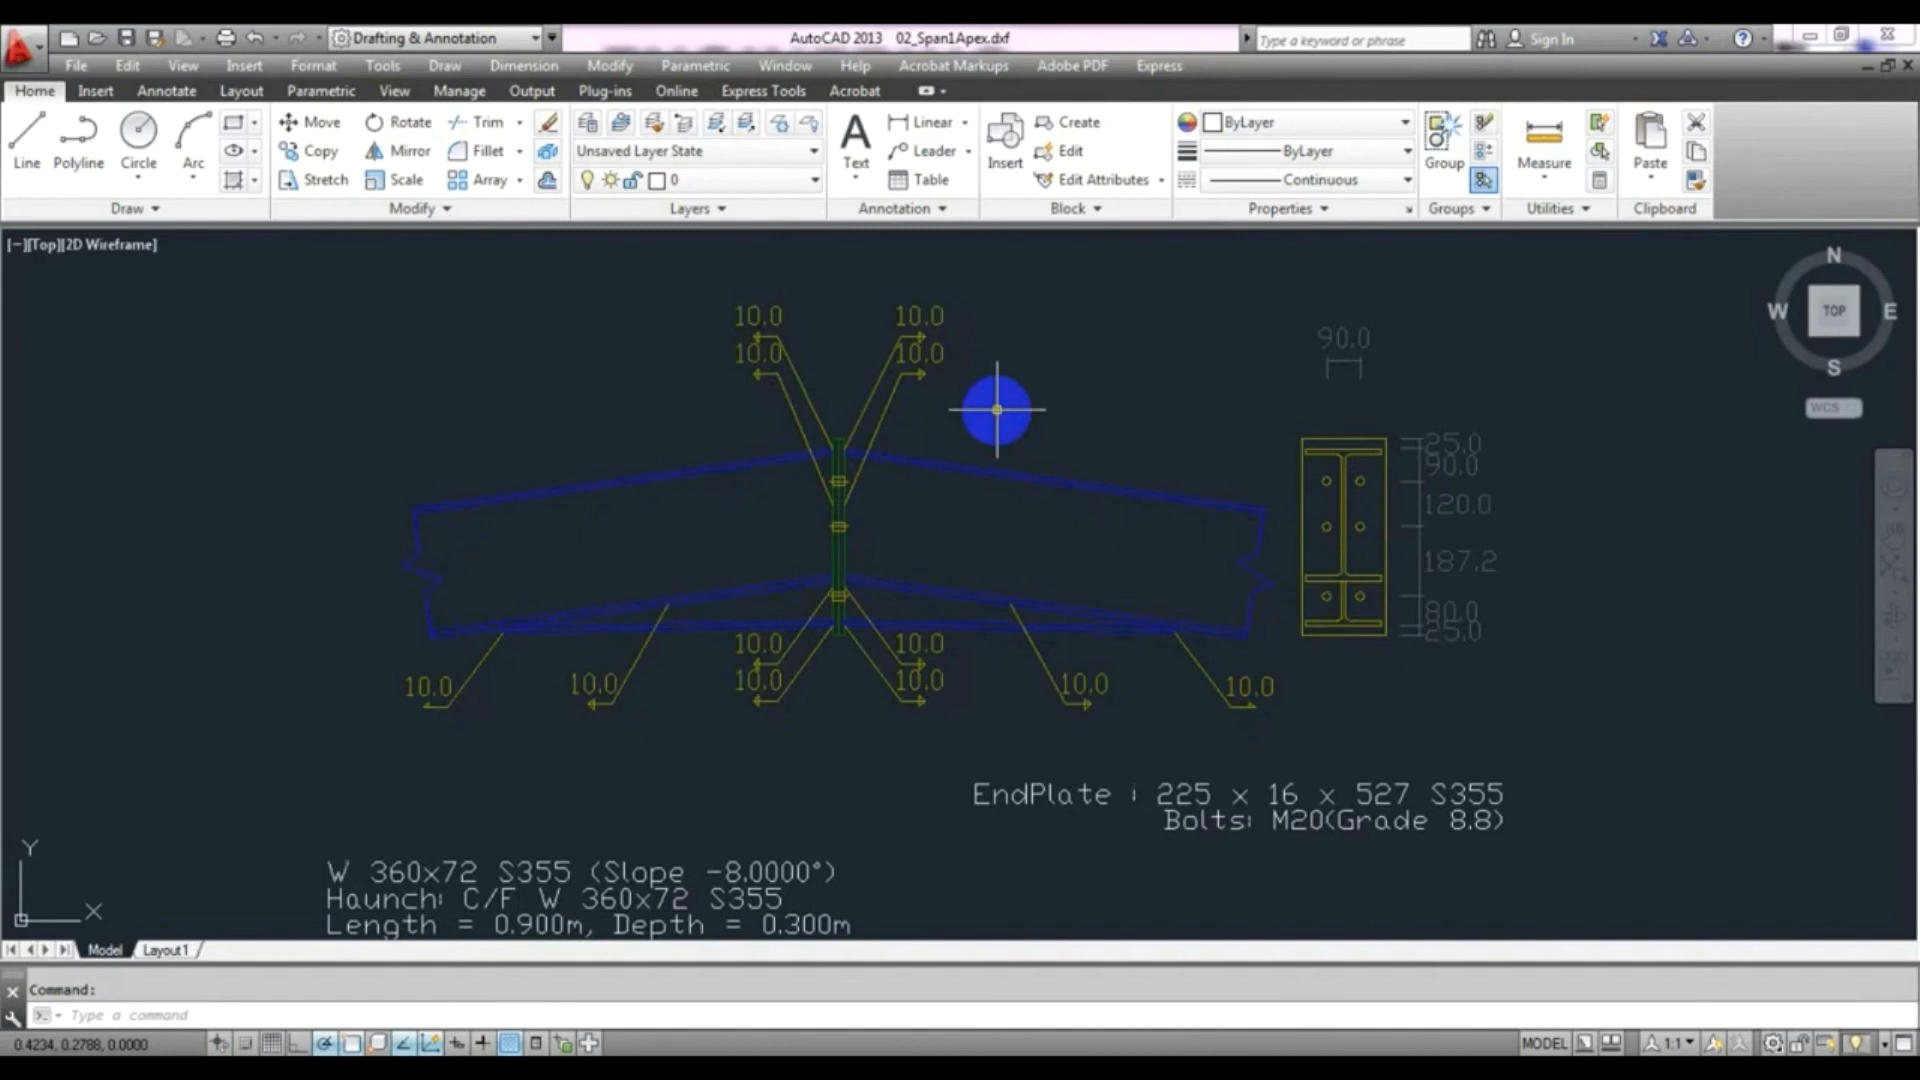 Drafting & Annotation
AutoCAD 2013 02_Span1Apex.dxf
Type a keyword or phrase
Sign In
File Edit View Insert Format Tools Draw Dimension Modify Parametric Window Help Acrobat Markups Adobe PDF Express
Home Insert Annotate Layout Parametric View Manage Output Plug-ins Online Express Tools Acrobat
Move Rotate Trim Linear Create ByLayer
Copy Mirror Fillet Unsaved Layer State Leader Edit ByLayer
Line Polyline Circle Arc Text Insert Group Measure Paste
Stretch Scale Array 0 Table Edit Attributes Continuous
Draw Modify Layers Annotation Block Properties Groups Utilities Clipboard
[−][Top][2D Wireframe]
N
W TOP E
S
WCS
10.0 10.0
10.0 10.0
90.0
25.0
90.0
120.0
187.2
80.0
25.0
10.0 10.0
10.0 10.0 10.0 10.0 10.0 10.0
EndPlate : 225 x 16 x 527 S355
Bolts: M20(Grade 8.8)
Y
X
W 360x72 S355 (Slope -8.0000°)
Haunch: C/F W 360x72 S355
Length = 0.900m, Depth = 0.300m
Model Layout1
Command:
Type a command
0.4234, 0.2788, 0.0000
MODEL
1:1